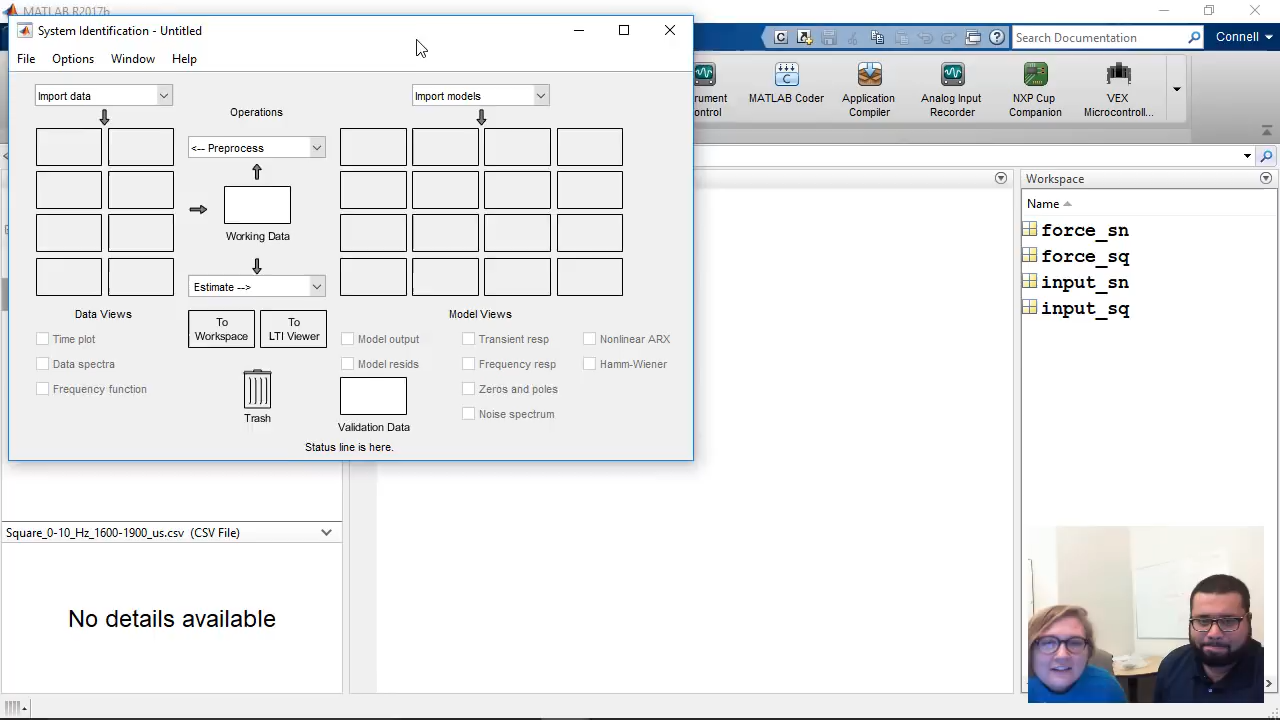 MATLAB R2017b
System Identification - Untitled
File Options Window Help
Search Documentation
Connell
Import data
Import models
Operations
<-- Preprocess
Working Data
Estimate -->
Data Views
Model Views
To Workspace
To LTI Viewer
Time plot
Data spectra
Frequency function
Model output
Model resids
Transient resp
Frequency resp
Zeros and poles
Noise spectrum
Nonlinear ARX
Hamm-Wiener
Trash
Validation Data
Status line is here.
MATLAB Coder
Application Compiler
Analog Input Recorder
NXP Cup Companion
VEX Microcontroll...
Workspace
Name
force_sn
force_sq
input_sn
input_sq
Square_0-10_Hz_1600-1900_us.csv (CSV File)
No details available